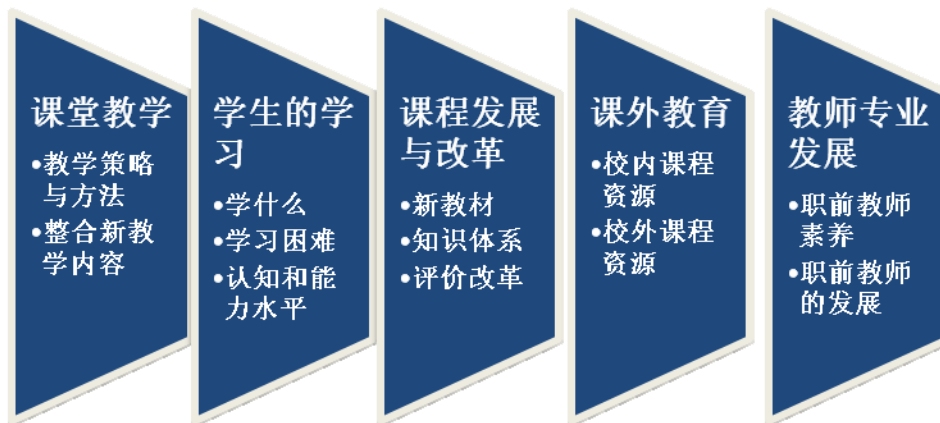 课堂教学
•教学策略
与方法
•整合新教
学内容
学生的学
习
•学什么
•学习困难
•认知和能
力水平
课程发展
与改革
•新教材
•知识体系
•评价改革
课外教育
•校内课程
资源
•校外课程
资源
教师专业
发展
•职前教师
素养
•职前教师
的发展